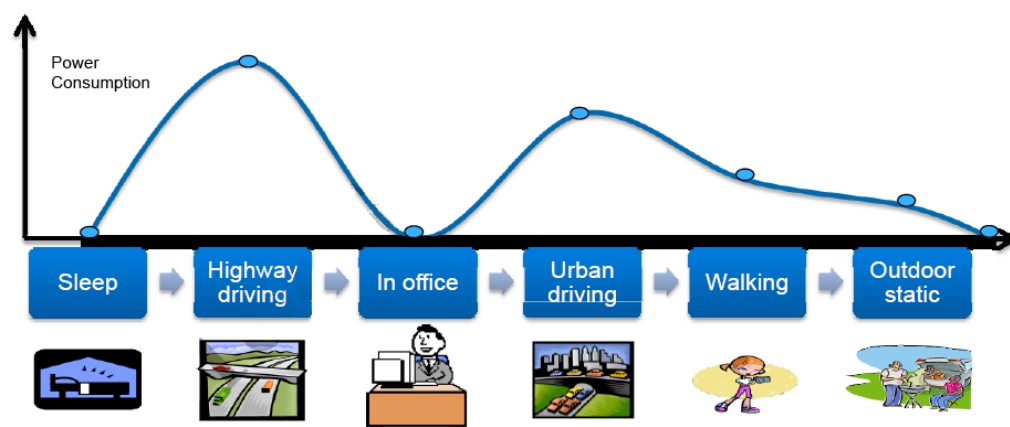 Power
Consumption
Sleep
Highway
driving
In office
Urban
driving
Walking
Outdoor
static